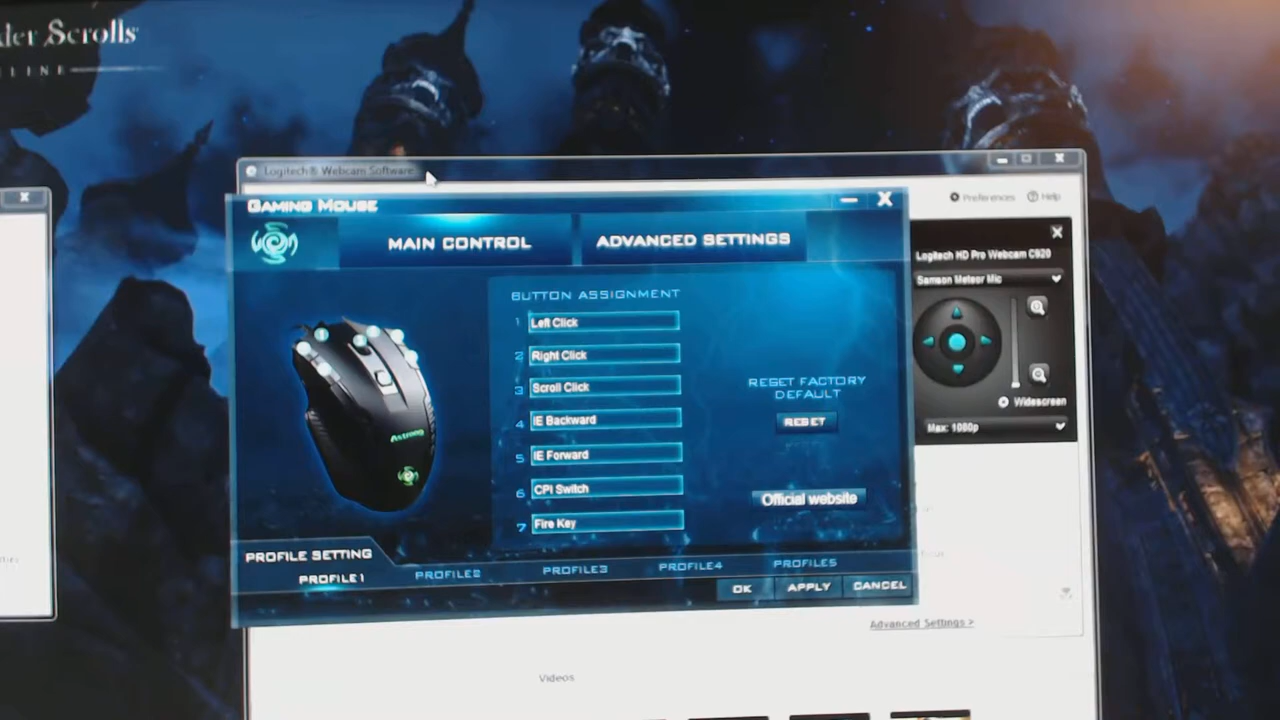 der Scrolls
LINE
Logitech® Webcam Software
Preferences
Help
GAMING MOUSE
MAIN CONTROL
ADVANCED SETTINGS
Logitech HD Pro Webcam C920
Samson Meteor Mic
BUTTON ASSIGNMENT
1 Left Click
2 Right Click
3 Scroll Click
4 IE Backward
5 IE Forward
6 CPI Switch
7 Fire Key
RESET FACTORY
DEFAULT
RESET
Official website
Widescreen
Max: 1080p
PROFILE SETTING
PROFILE1
PROFILE2
PROFILE3
PROFILE4
PROFILE5
OK
APPLY
CANCEL
Advanced Settings >
Videos